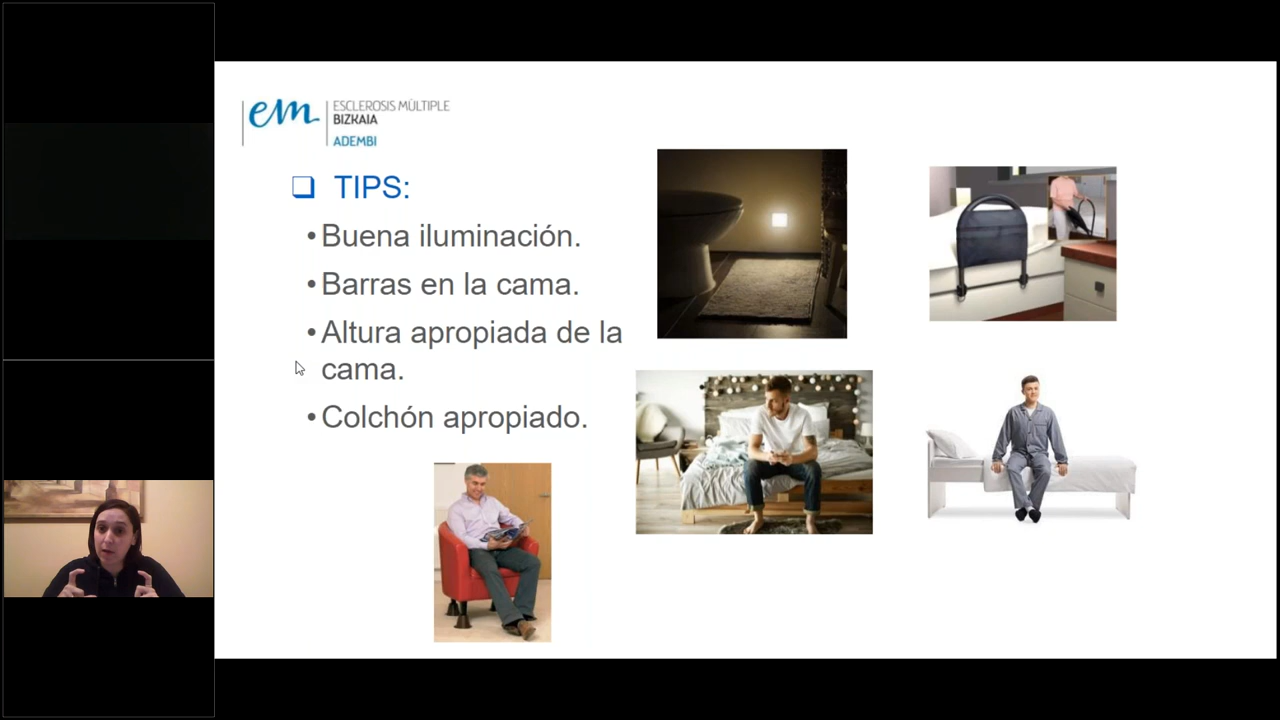 em
ESCLEROSIS MÚLTIPLE
BIZKAIA
ADEMBI
TIPS:
•Buena iluminación.
•Barras en la cama.
•Altura apropiada de la
cama.
•Colchón apropiado.